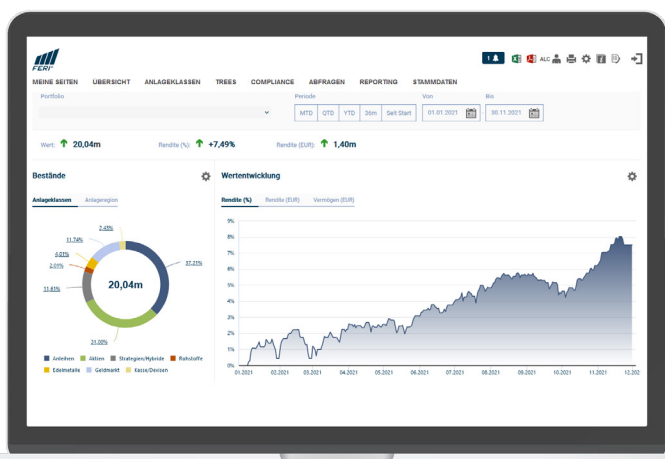 1
ALC
FERI
MEINE SEITEN ÜBERSICHT ANLAGEKLASSEN TREES COMPLIANCE ABFRAGEN REPORTING STAMMDATEN
Portfolio Periode Von Bis
MTD QTD YTD 36m Seit Start 01.01.2021 30.11.2021
Wert: 20,04m Rendite (%): +7,49% Rendite (EUR): 1,40m
Bestände
Anlageklassen Anlageregion
2,43%
11,74%
4,01%
2,01%
11,61%
37,21%
20,04m
31,00%
Anleihen Aktien Strategien/Hybride Rohstoffe
Edelmetalle Geldmarkt Kasse/Devisen
Wertentwicklung
Rendite (%) Rendite (EUR) Vermögen (EUR)
9%
8%
7%
6%
5%
4%
3%
2%
1%
0%
01.2021 02.2021 03.2021 04.2021 05.2021 06.2021 07.2021 08.2021 09.2021 10.2021 11.2021 12.202